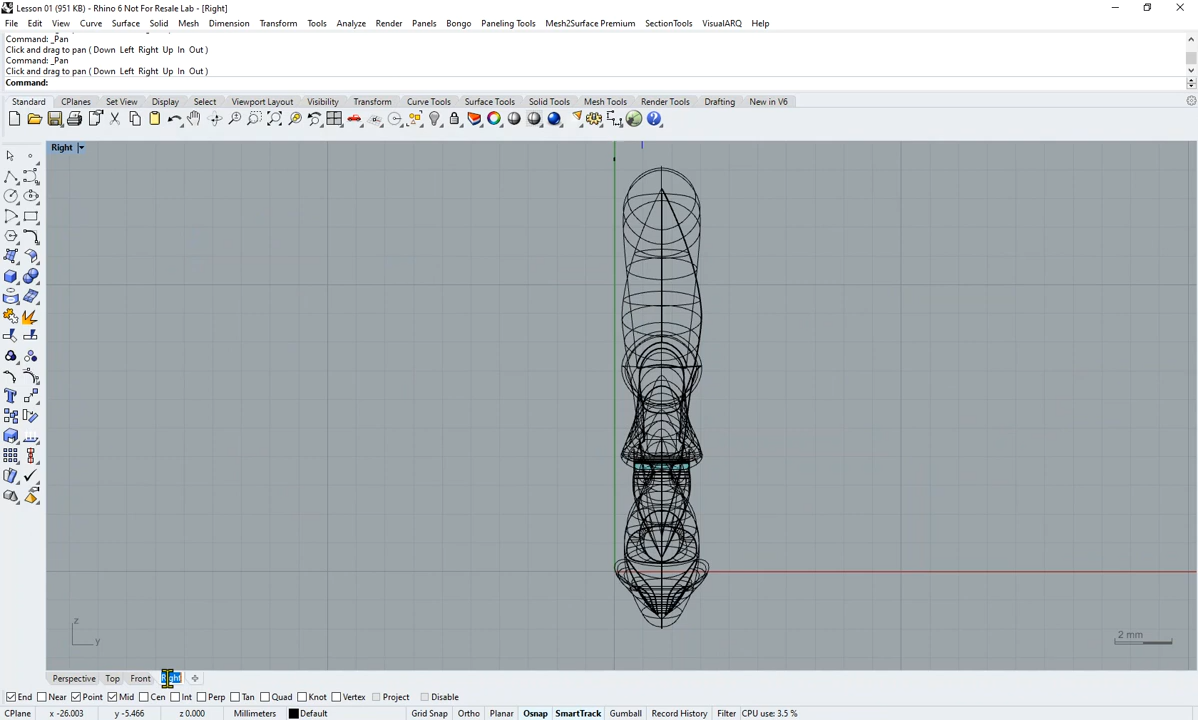 Lesson 01 (951 KB) - Rhino 6 Not For Resale Lab - [Right]
File Edit View Curve Surface Solid Mesh Dimension Transform Tools Analyze Render Panels Bongo Paneling Tools Mesh2Surface Premium SectionTools VisualARQ Help
Command: _Pan
Click and drag to pan ( Down Left Right Up In Out )
Command: _Pan
Click and drag to pan ( Down Left Right Up In Out )
Command:
Standard CPlanes Set View Display Select Viewport Layout Visibility Transform Curve Tools Surface Tools Solid Tools Mesh Tools Render Tools Drafting New in V6
Right
z
y
2 mm
Perspective Top Front Right
End Near Point Mid Cen Int Perp Tan Quad Knot Vertex Project Disable
CPlane x -26.003 y -5.466 z 0.000 Millimeters Default Grid Snap Ortho Planar Osnap SmartTrack Gumball Record History Filter CPU use: 3.5 %